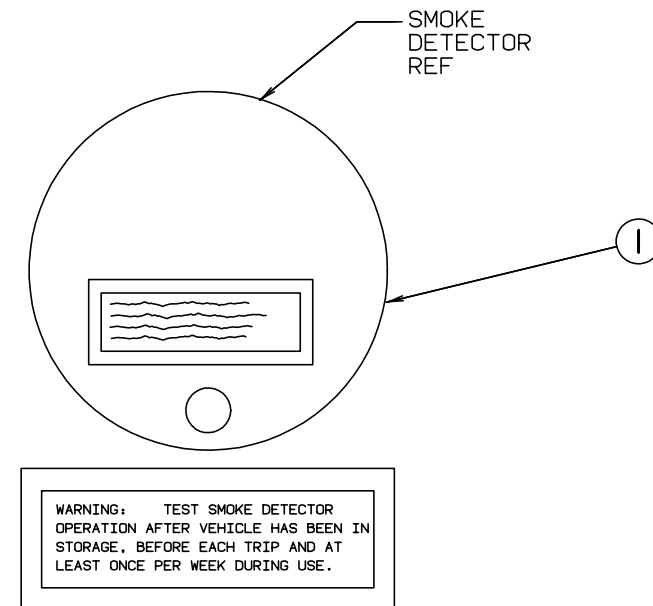 SMOKE
DETECTOR
REF
1
WARNING: TEST SMOKE DETECTOR
OPERATION AFTER VEHICLE HAS BEEN IN
STORAGE, BEFORE EACH TRIP AND AT
LEAST ONCE PER WEEK DURING USE.